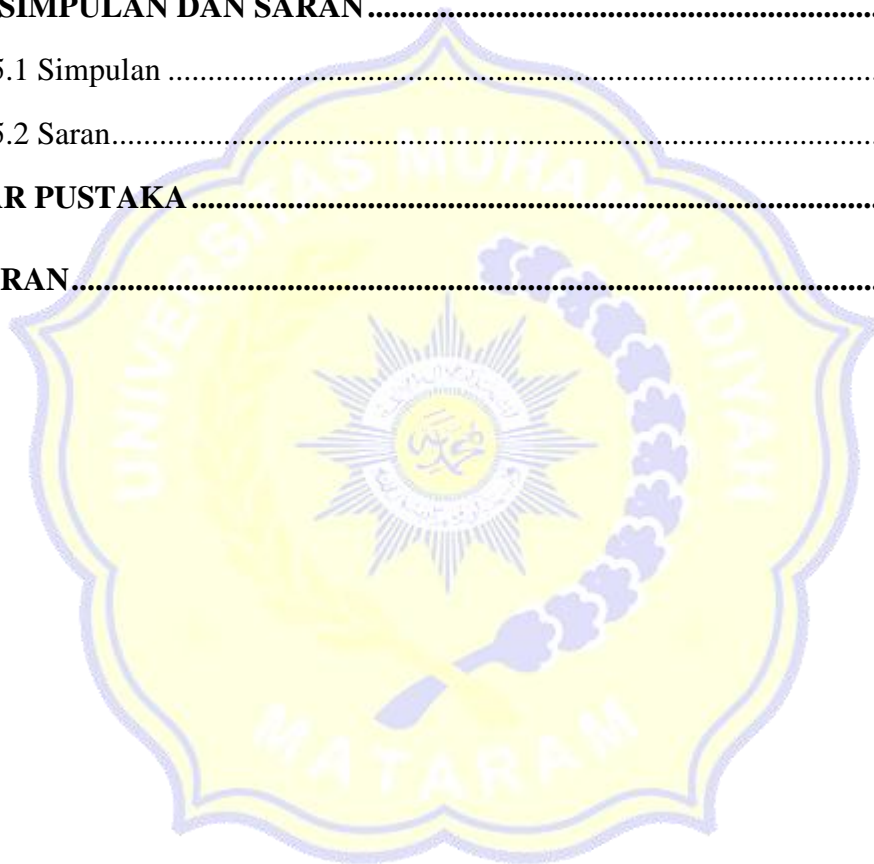 SIMPULAN DAN SARAN........................................................................
5.1 Simpulan ........................................................................................
5.2 Saran................................................................................................
AR PUSTAKA..................................................................................
RAN....................................................................................................
UNIVERSITAS MUHAMMADIYAH
MATARAM